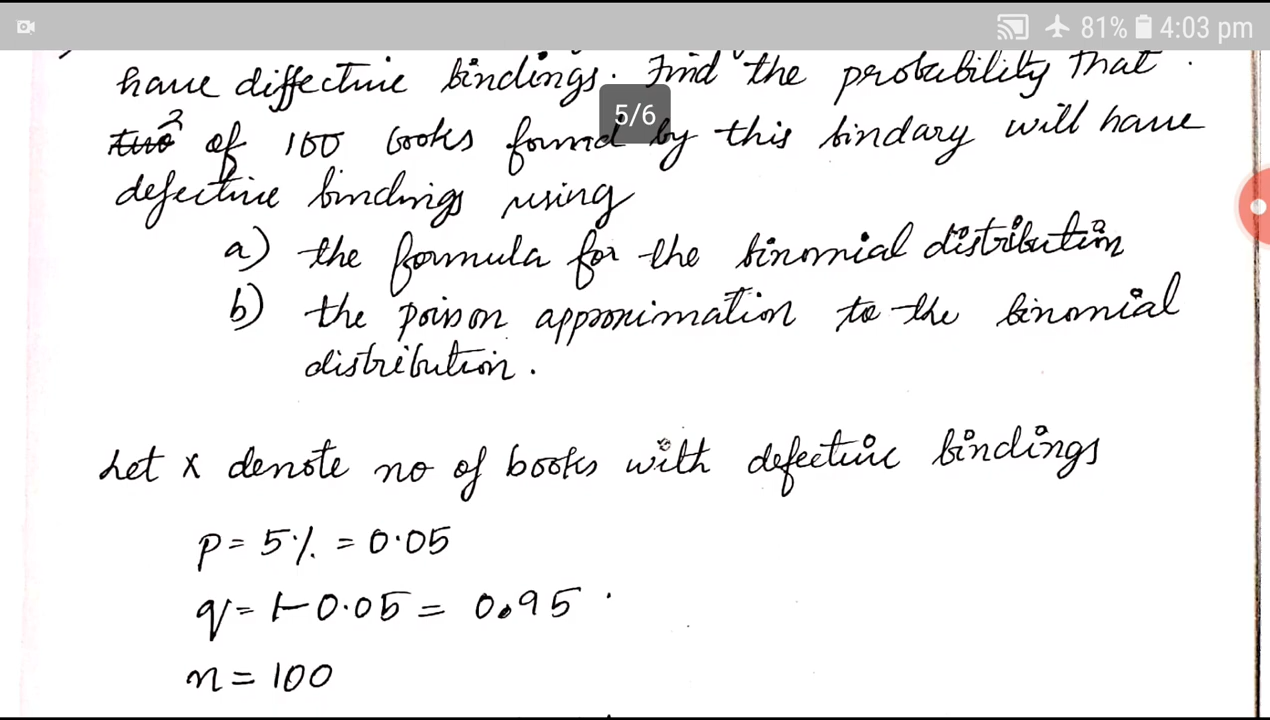 81% 4:03 pm
have diffective bindings. Find the probability that
5/6
2
two of 100 books formed by this bindary will have
defective bindings using
a) the formula for the binomial distribution
b) the poison approximation to the binomial
distribution.
Let x denote no of books with defective bindings
p = 5% = 0.05
q = 1-0.05 = 0.95
n = 100